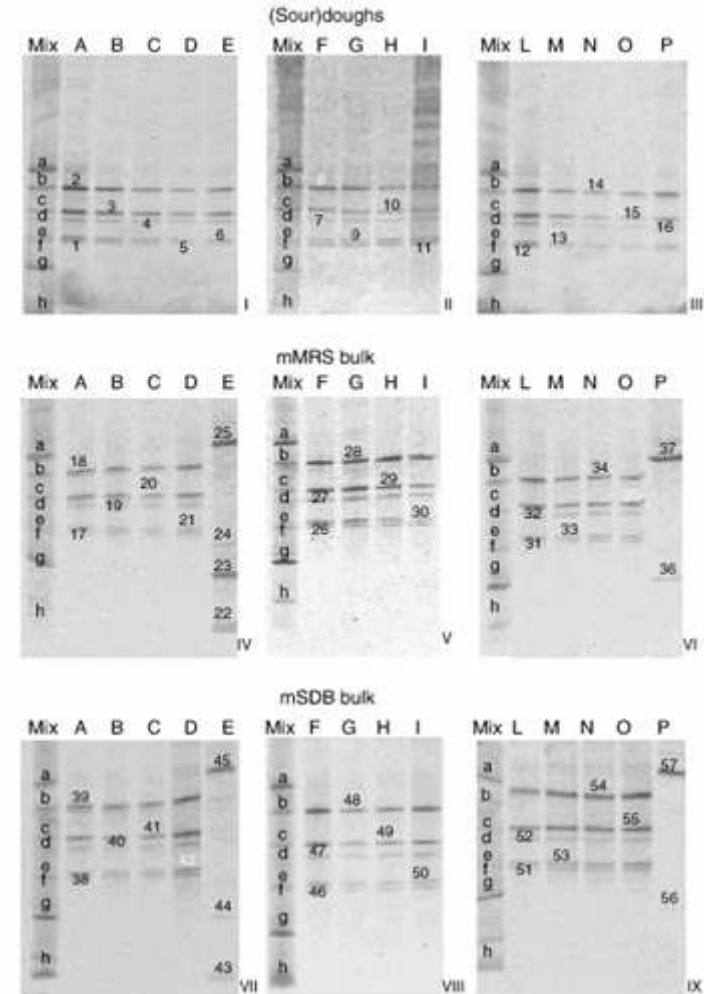 (Sour)doughs
Mix A B C D E
Mix F G H I
Mix L M N O P
a
b 2
c 3
d 4
e 6
f 1 5
g
h
I
a
b
c 10
d 7
e 9
f 11
g
h
II
a
b 14
c
d 15
e 16
f 12 13
g
h
III
mMRS bulk
Mix A B C D E
Mix F G H I
Mix L M N O P
25
a
b 18
c 20
d 19
e 21
f 17 24
g 23
h 22
IV
a
b 28
c 29
d 27
e 30
f 26
g
h
V
a 37
b 34
c
d 32
e 33
f 31
g 36
h
VI
mSDB bulk
Mix A B C D E
Mix F G H I
Mix L M N O P
45
a
b 39
c 41
d 40
e
f 38
g 44
h 43
VII
a
b 48
c 49
d 47
e 50
f 46
g
h
VIII
a 57
b 54
c 55
d 52
e 53
f 51
g 56
h
IX